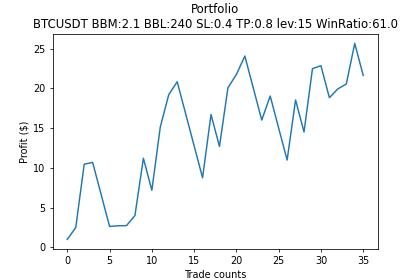 Portfolio
BTCUSDT BBM:2.1 BBL:240 SL:0.4 TP:0.8 lev:15 WinRatio:61.0
25
20
15
10
5
0
Profit ($)
0 5 10 15 20 25 30 35
Trade counts